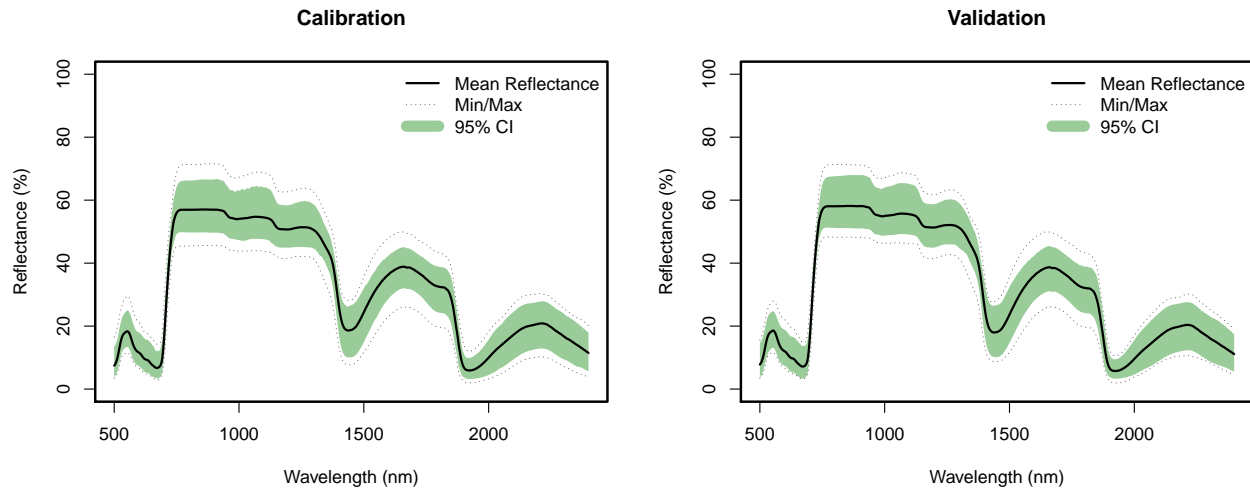 Calibration
100
80
60
40
20
0
Reflectance (%)
Mean Reflectance
Min/Max
95% CI
500
1000
1500
2000
Wavelength (nm)
Validation
100
80
60
40
20
0
Reflectance (%)
Mean Reflectance
Min/Max
95% CI
500
1000
1500
2000
Wavelength (nm)